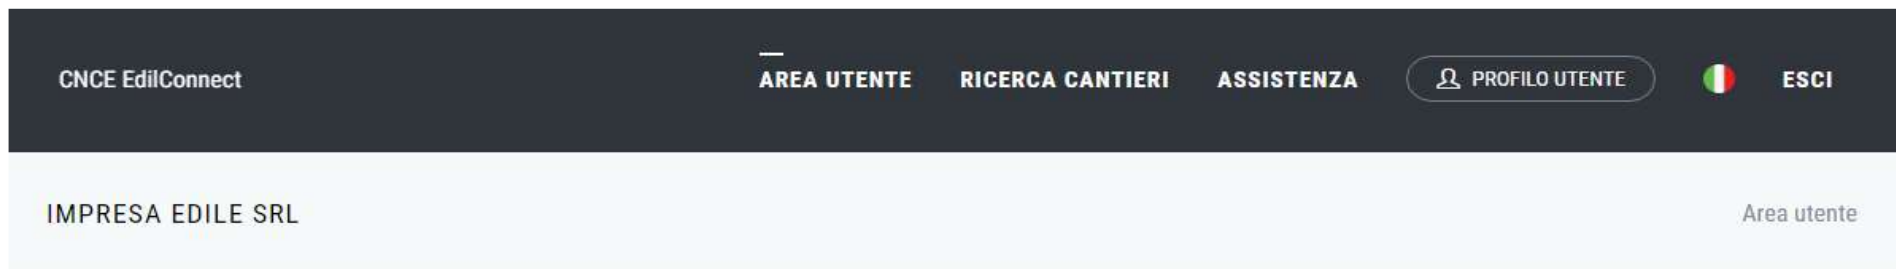 CNCE EdilConnect AREA UTENTE RICERCA CANTIERI ASSISTENZA PROFILO UTENTE ESCI
IMPRESA EDILE SRL Area utente